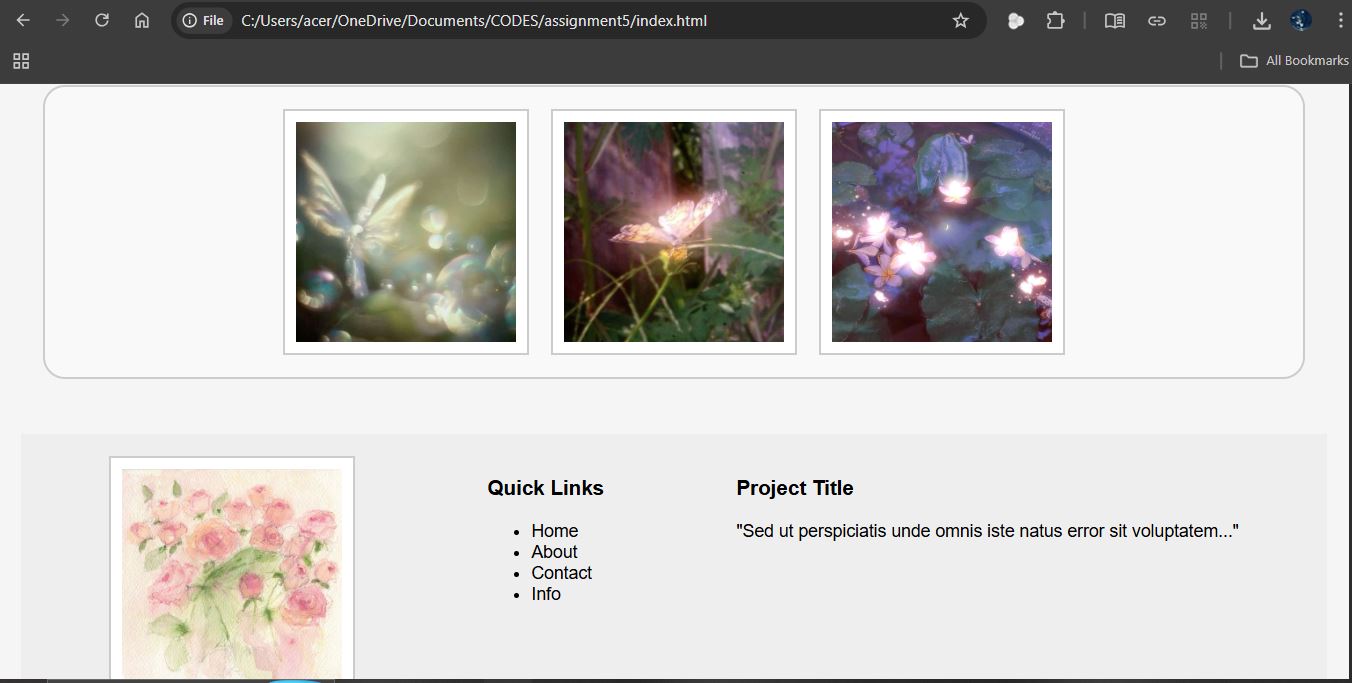 File C:/Users/acer/OneDrive/Documents/CODES/assignment5/index.html
All Bookmarks
Quick Links
Home
About
Contact
Info
Project Title
"Sed ut perspiciatis unde omnis iste natus error sit voluptatem..."